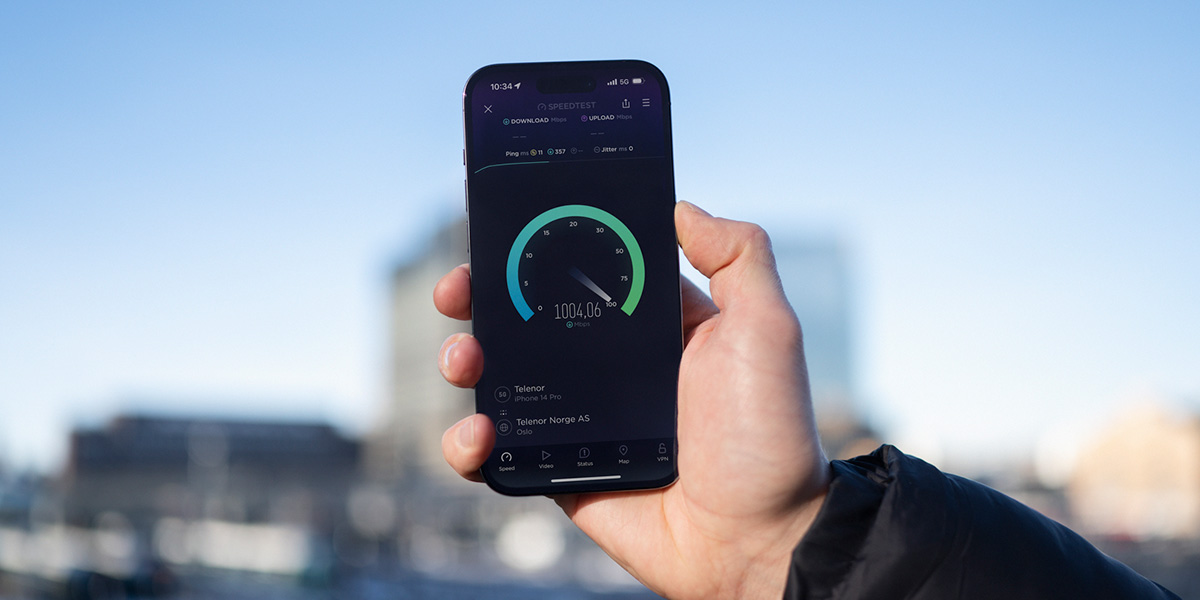 10:34 5G
SPEEDTEST
DOWNLOAD Mbps UPLOAD Mbps
Ping ms 11 357 -- Jitter ms 0
20
15 30
10 50
5 75
0 100
1004,06
Mbps
5G Telenor
iPhone 14 Pro
Telenor Norge AS
Oslo
Speed Video Status Map VPN